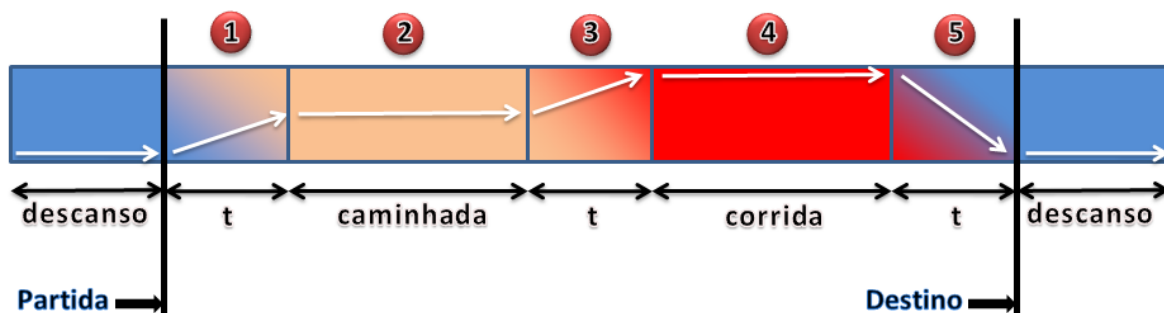 1 2 3 4 5
descanso t caminhada t corrida t descanso
Partida Destino